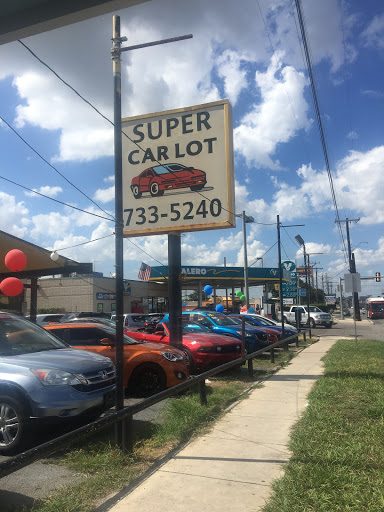 SUPER
CAR LOT
733-5240
VALERO